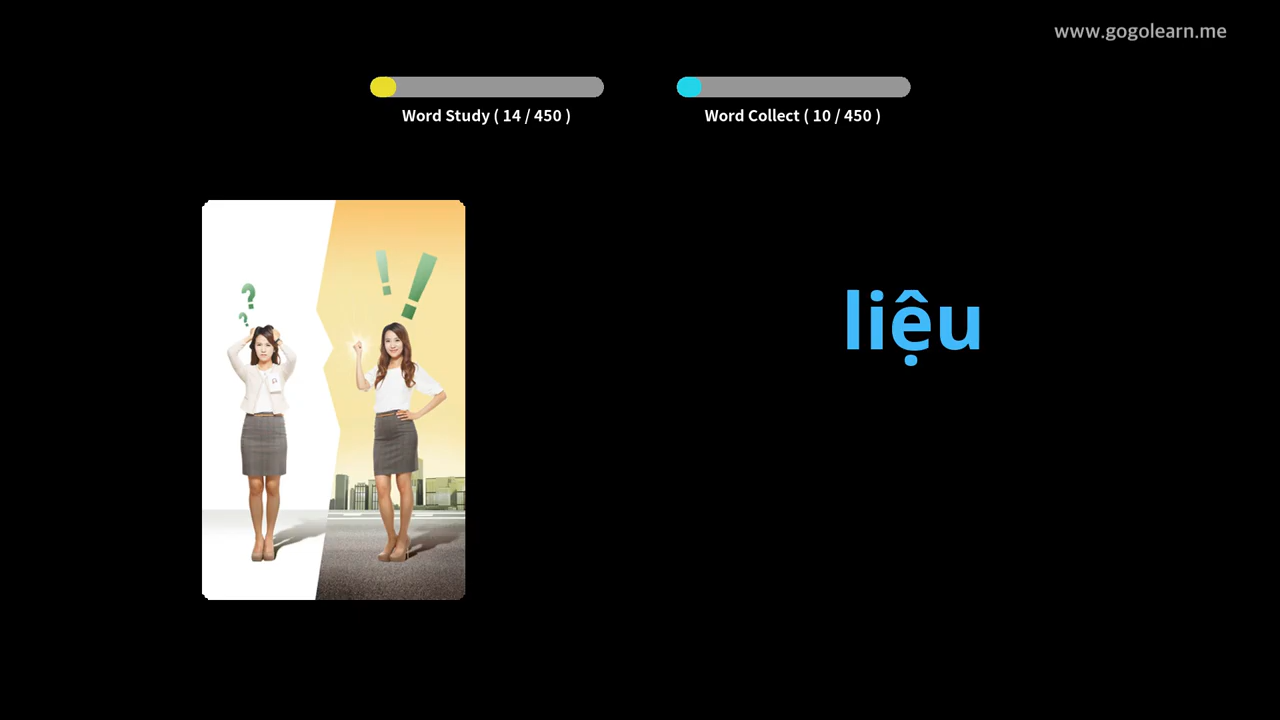 www.gogolearn.me
Word Study ( 14 / 450 )
Word Collect ( 10 / 450 )
? ?
! !
liệu